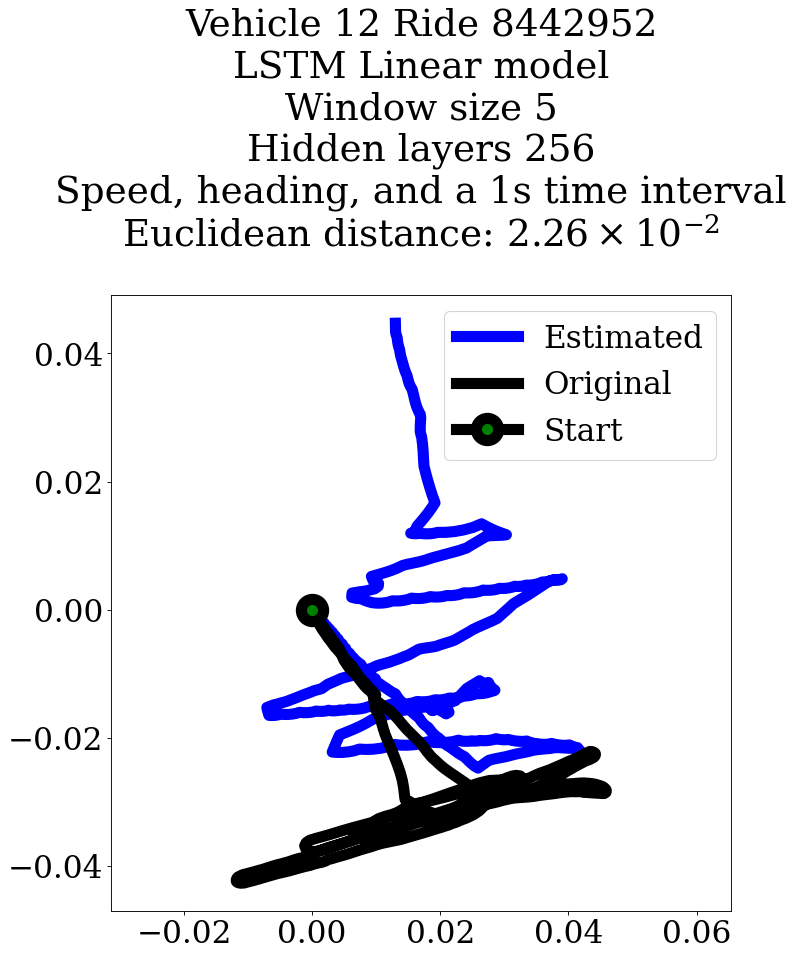 Vehicle 12 Ride 8442952
LSTM Linear model
Window size 5
Hidden layers 256
Speed, heading, and a 1s time interval
Euclidean distance: 2.26 × 10⁻²
Estimated
Original
Start
0.04
0.02
0.00
−0.02
−0.04
−0.02 0.00 0.02 0.04 0.06